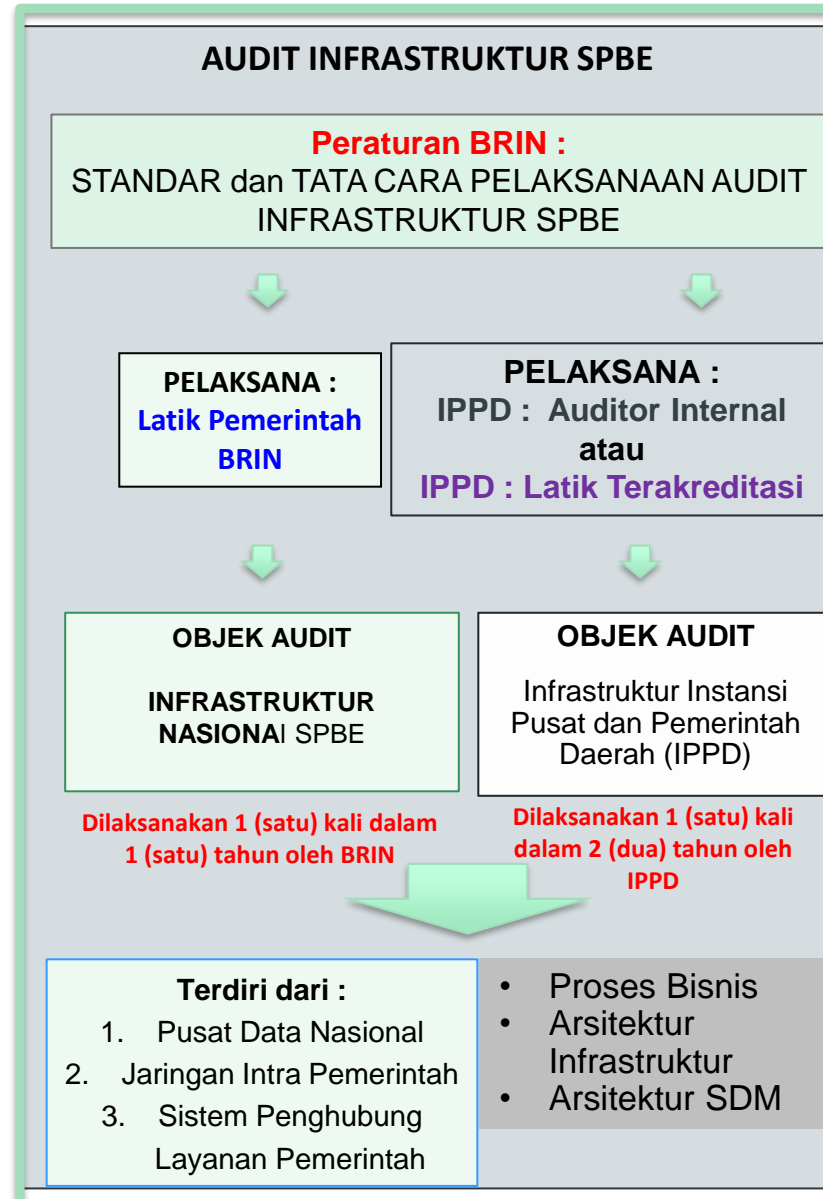 AUDIT INFRASTRUKTUR SPBE
Peraturan BRIN :
STANDAR dan TATA CARA PELAKSANAAN AUDIT
INFRASTRUKTUR SPBE
PELAKSANA :
Latik Pemerintah
BRIN
PELAKSANA :
IPPD : Auditor Internal
atau
IPPD : Latik Terakreditasi
OBJEK AUDIT
INFRASTRUKTUR
NASIONAl SPBE
Dilaksanakan 1 (satu) kali dalam
1 (satu) tahun oleh BRIN
OBJEK AUDIT
Infrastruktur Instansi
Pusat dan Pemerintah
Daerah (IPPD)
Dilaksanakan 1 (satu) kali
dalam 2 (dua) tahun oleh
IPPD
Terdiri dari :
1. Pusat Data Nasional
2. Jaringan Intra Pemerintah
3. Sistem Penghubung
Layanan Pemerintah
• Proses Bisnis
• Arsitektur
Infrastruktur
• Arsitektur SDM